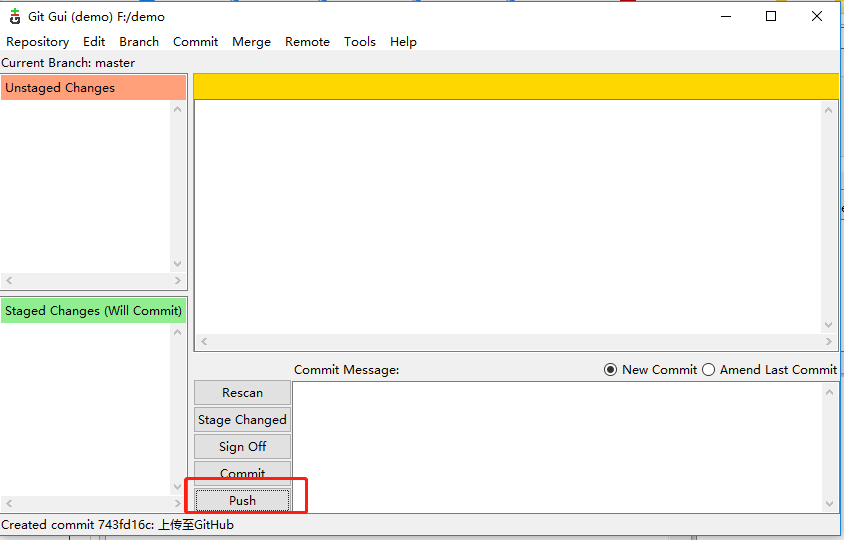 Git Gui (demo) F:/demo
Repository Edit Branch Commit Merge Remote Tools Help
Current Branch: master
Unstaged Changes
Staged Changes (Will Commit)
Commit Message:
New Commit
Amend Last Commit
Rescan
Stage Changed
Sign Off
Commit
Push
Created commit 743fd16c: 上传至GitHub